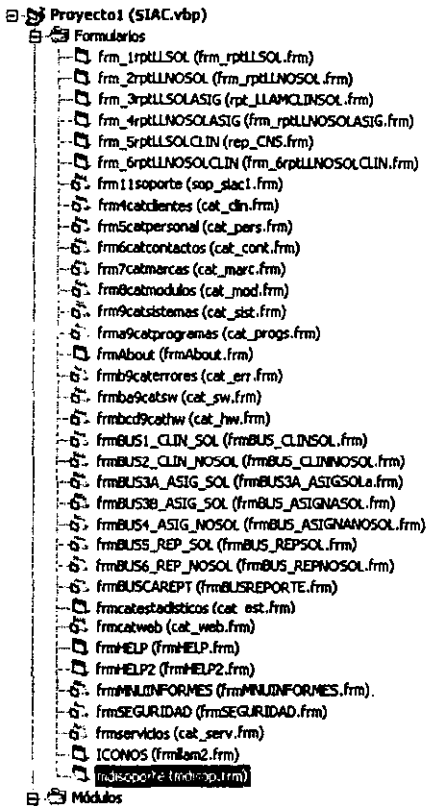 Proyecto1 (SIAC.vbp)
Formularios
frm_1rptLLSOL (frm_rptLLSOL.frm)
frm_2rptLLNOSOL (frm_rptLLNOSOL.frm)
frm_3rptLLSOLASIG (rpt_LLAMCLINSOL.frm)
frm_4rptLLNOSOLASIG (frm_rptLLNOSOLASIG.frm)
frm_5rptLLSOLCLIN (rep_CNS.frm)
frm_6rptLLNOSOLCLIN (frm_6rptLLNOSOLCLIN.frm)
frm11soporte (sop_siac1.frm)
frm4catclientes (cat_clin.frm)
frm5catpersonal (cat_pers.frm)
frm6catcontactos (cat_cont.frm)
frm7catmarcas (cat_marc.frm)
frm8catmodulos (cat_mod.frm)
frm9catsistemas (cat_sist.frm)
frma9catprogramas (cat_progs.frm)
frmAbout (frmAbout.frm)
frmb9caterrores (cat_err.frm)
frmba9catsw (cat_sw.frm)
frmbcd9cathw (cat_hw.frm)
frmBUS1_CLIN_SOL (frmBUS_CLINSOL.frm)
frmBUS2_CLIN_NOSOL (frmBUS_CLINNOSOL.frm)
frmBUS3A_ASIG_SOL (frmBUS3A_ASIGSOLa.frm)
frmBUS3B_ASIG_SOL (frmBUS_ASIGNASOL.frm)
frmBUS4_ASIG_NOSOL (frmBUS_ASIGNANOSOL.frm)
frmBUS5_REP_SOL (frmBUS_REPSOL.frm)
frmBUS6_REP_NOSOL (frmBUS_REPNOSOL.frm)
frmBUSCAREPT (frmBUSREPORTE.frm)
frmcatestadisticos (cat_est.frm)
frmcatweb (cat_web.frm)
frmHELP (frmHELP.frm)
frmHELP2 (frmHELP2.frm)
frmMNUINFORMES (frmMNUINFORMES.frm)
frmSEGURIDAD (frmSEGURIDAD.frm)
frmservicios (cat_serv.frm)
ICONOS (frmilam2.frm)
mdisoporte (mdisop.frm)
Módulos